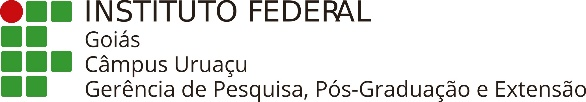 INSTITUTO FEDERAL
Goiás
Câmpus Uruaçu
Gerência de Pesquisa, Pós-Graduação e Extensão